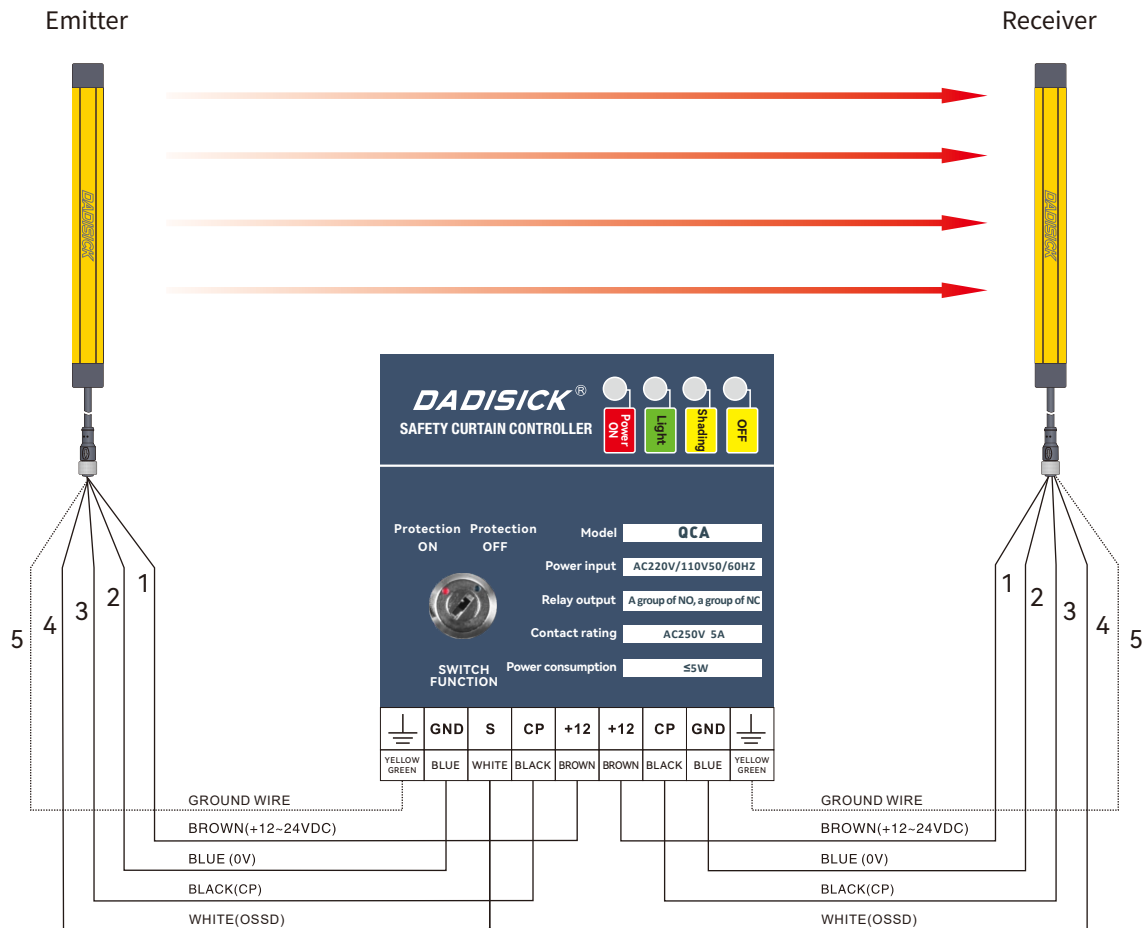 Emitter
Receiver
DADISICK
DADISICK
DADISICK®
SAFETY CURTAIN CONTROLLER
Power
ON
Light
Shading
OFF
Protection
ON
Protection
OFF
SWITCH
FUNCTION
Model QCA
Power input AC220V/110V50/60HZ
Relay output A group of NO, a group of NC
Contact rating AC250V 5A
Power consumption ≤5W
5 4 3 2 1
1 2 3 4 5
GND S CP +12 +12 CP GND
YELLOW
GREEN
BLUE WHITE BLACK BROWN BROWN BLACK BLUE
YELLOW
GREEN
GROUND WIRE
BROWN(+12~24VDC)
BLUE (0V)
BLACK(CP)
WHITE(OSSD)
GROUND WIRE
BROWN(+12~24VDC)
BLUE (0V)
BLACK(CP)
WHITE(OSSD)